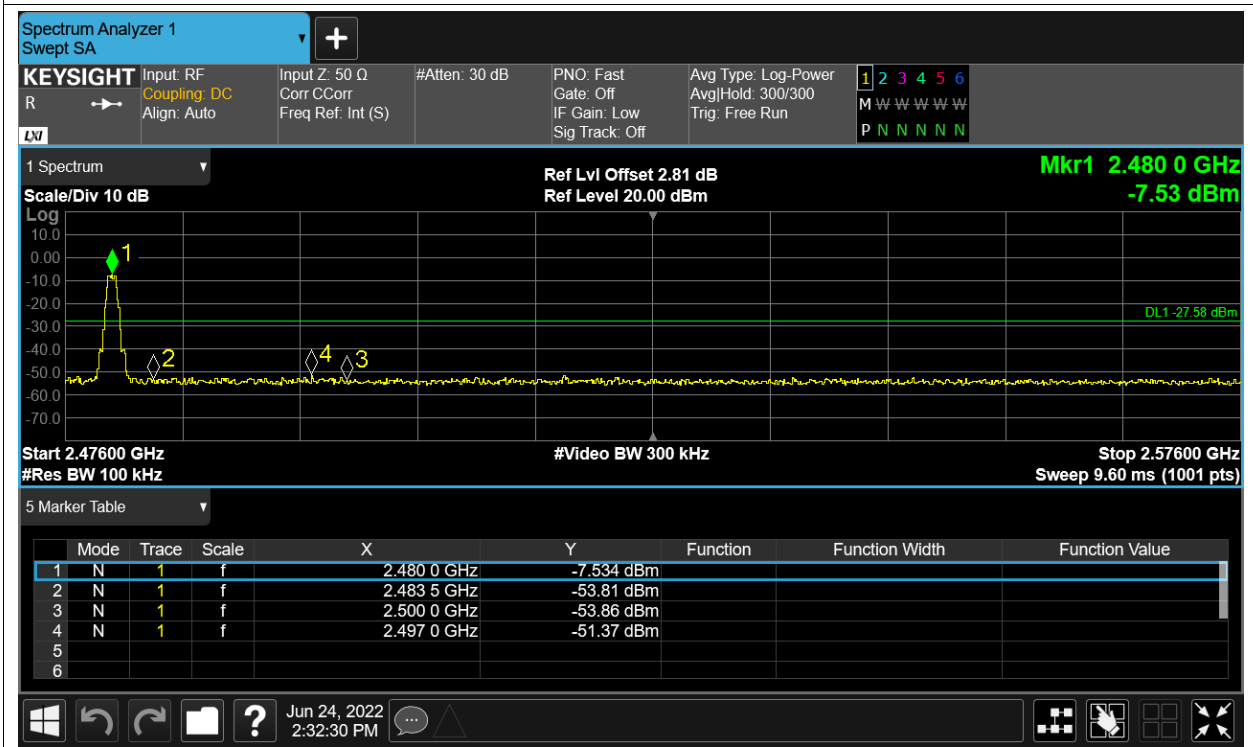 Spectrum Analyzer 1
Swept SA
+
KEYSIGHT
R
LXI
Input: RF
Coupling: DC
Align: Auto
Input Z: 50 Ω
Corr CCorr
Freq Ref: Int (S)
#Atten: 30 dB
PNO: Fast
Gate: Off
IF Gain: Low
Sig Track: Off
Avg Type: Log-Power
Avg|Hold: 300/300
Trig: Free Run
1 2 3 4 5 6
M W W W W W
P N N N N N
1 Spectrum
Scale/Div 10 dB
Ref Lvl Offset 2.81 dB
Ref Level 20.00 dBm
Mkr1 2.480 0 GHz
-7.53 dBm
Log
10.0
0.00
-10.0
-20.0
-30.0
-40.0
-50.0
-60.0
-70.0
1
2
4
3
DL1 -27.58 dBm
Start 2.47600 GHz
#Video BW 300 kHz
Stop 2.57600 GHz
#Res BW 100 kHz
Sweep 9.60 ms (1001 pts)
5 Marker Table
Mode Trace Scale X Y Function Function Width Function Value
1 N 1 f 2.480 0 GHz -7.534 dBm
2 N 1 f 2.483 5 GHz -53.81 dBm
3 N 1 f 2.500 0 GHz -53.86 dBm
4 N 1 f 2.497 0 GHz -51.37 dBm
5
6
?
Jun 24, 2022
2:32:30 PM